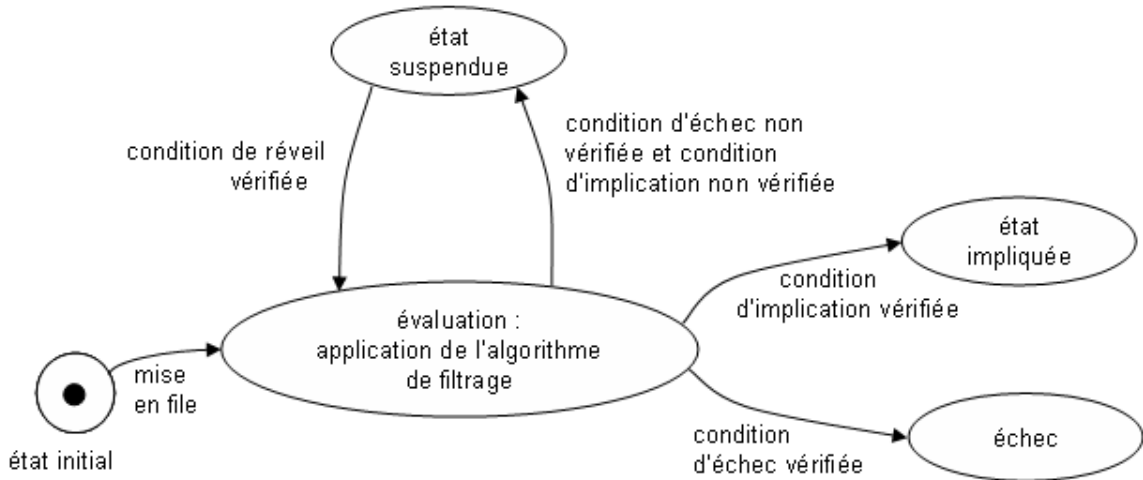 état
suspendue
condition de réveil
vérifiée
condition d'échec non
vérifiée et condition
d'implication non vérifiée
état
impliquée
condition
d'implication vérifiée
évaluation :
application de l'algorithme
de filtrage
mise
en file
état initial
condition
d'échec vérifiée
échec